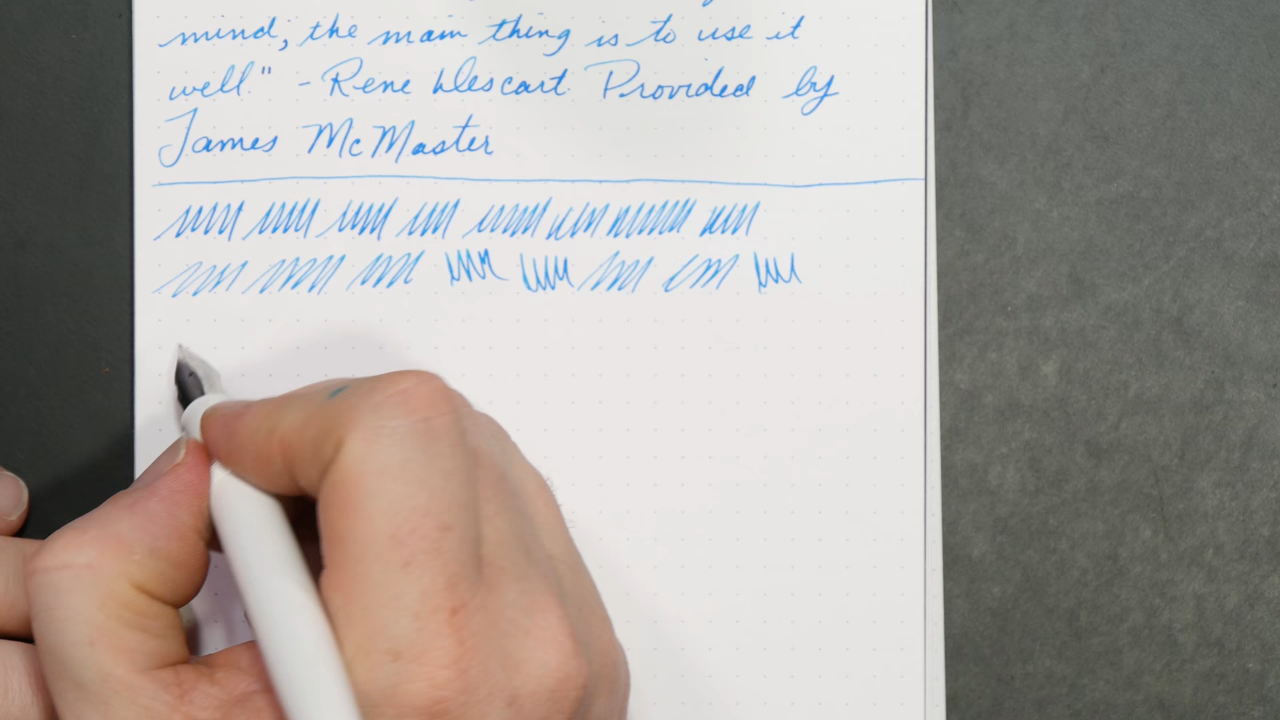 mind, the main thing is to use it
well" - Rene Descart Provided by
James McMaster